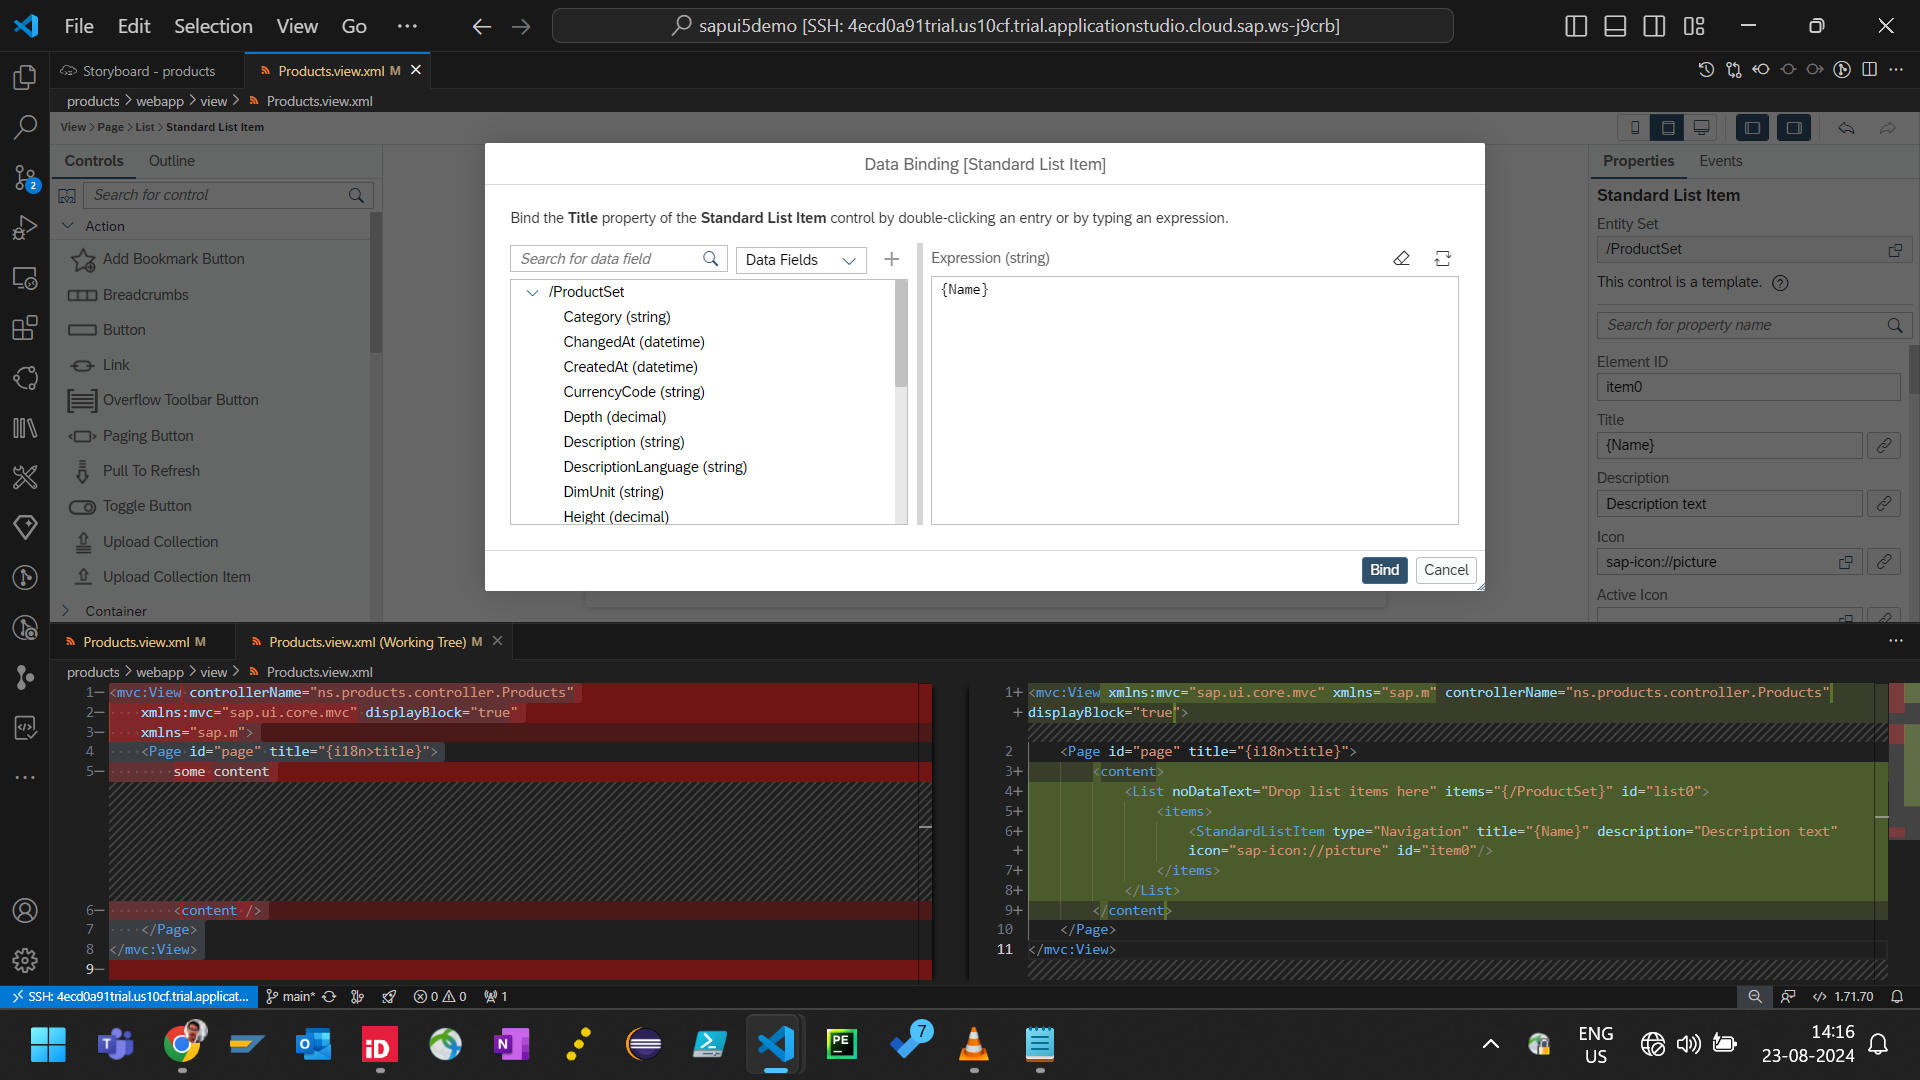 File Edit Selection View Go ···
sapui5demo [SSH: 4ecd0a91trial.us10cf.trial.applicationstudio.cloud.sap.ws-j9crb]
Storyboard - products
Products.view.xml M
products > webapp > view > Products.view.xml
View > Page > List > Standard List Item
Controls Outline
Search for control
Action
Add Bookmark Button
Breadcrumbs
Button
Link
Overflow Toolbar Button
Paging Button
Pull To Refresh
Toggle Button
Upload Collection
Upload Collection Item
Container
2
Data Binding [Standard List Item]
Bind the Title property of the Standard List Item control by double-clicking an entry or by typing an expression.
Search for data field
Data Fields
Expression (string)
/ProductSet
Category (string)
ChangedAt (datetime)
CreatedAt (datetime)
CurrencyCode (string)
Depth (decimal)
Description (string)
DescriptionLanguage (string)
DimUnit (string)
Height (decimal)
{Name}
Bind Cancel
Properties Events
Standard List Item
Entity Set
/ProductSet
This control is a template.
Search for property name
Element ID
item0
Title
{Name}
Description
Description text
Icon
sap-icon://picture
Active Icon
Products.view.xml M
Products.view.xml (Working Tree) M
products > webapp > view > Products.view.xml
1− <mvc:View·controllerName="ns.products.controller.Products"
2− ····xmlns:mvc="sap.ui.core.mvc"·displayBlock="true"
3− ····xmlns="sap.m">
4 ····<Page·id="page"·title="{i18n>title}">
5− ········some·content
6− ········<content·/>
7 ····</Page>
8 </mvc:View>
9−
1+ <mvc:View xmlns:mvc="sap.ui.core.mvc" xmlns="sap.m" controllerName="ns.products.controller.Products"
+ displayBlock="true">
2 <Page id="page" title="{i18n>title}">
3+ <content>
4+ <List noDataText="Drop list items here" items="{/ProductSet}" id="list0">
5+ <items>
6+ <StandardListItem type="Navigation" title="{Name}" description="Description text"
+ icon="sap-icon://picture" id="item0"/>
7+ </items>
8+ </List>
9+ </content>
10 </Page>
11 </mvc:View>
SSH: 4ecd0a91trial.us10cf.trial.applicat... main* 0 0 1
1.71.70
7
ENG
US
14:16
23-08-2024